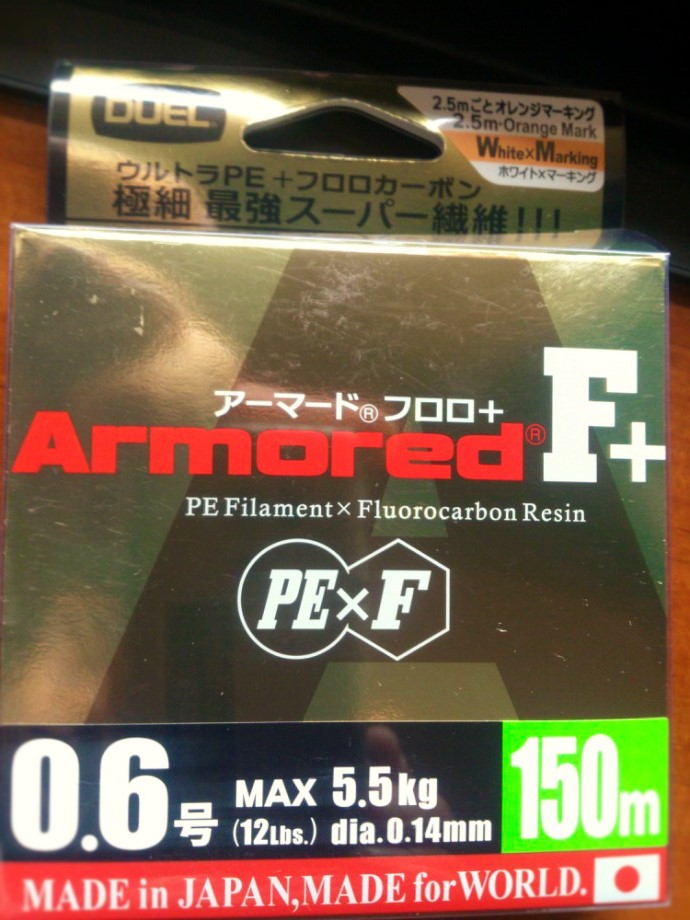 DUEL
2.5mごとオレンジマーキング
2.5m-Orange Mark
White×Marking
ホワイト×マーキング
ウルトラPE+フロロカーボン
極細 最強スーパー繊維!!!
アーマード®フロロ+
Armored® F+
PE Filament×Fluorocarbon Resin
PE×F
0.6号 MAX 5.5kg
(12Lbs.) dia.0.14mm
150m
MADE in JAPAN,MADE for WORLD.